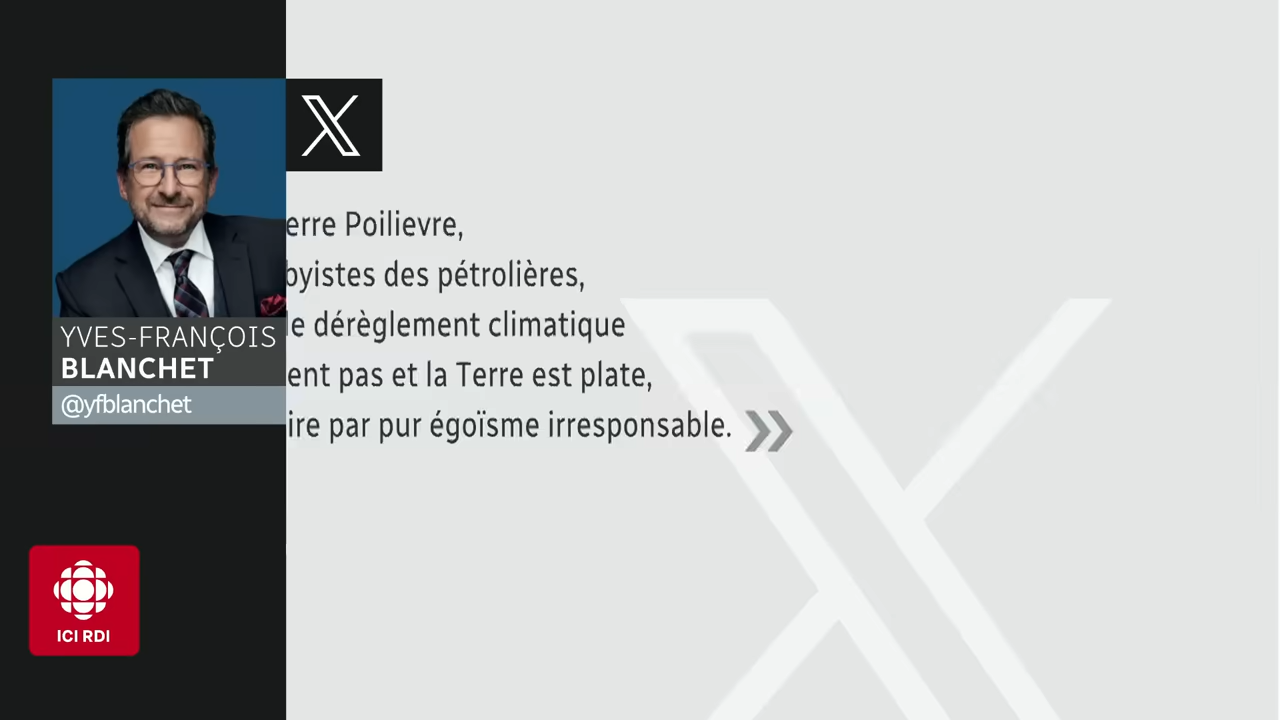 YVES-FRANÇOIS
BLANCHET
@yfblanchet
erre Poilievre,
byistes des pétrolières,
le dérèglement climatique
ent pas et la Terre est plate,
ire par pur égoïsme irresponsable. »
ICI RDI